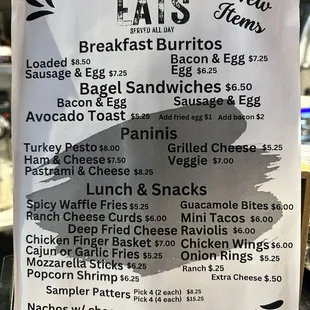 EATS
New
Items
SERVED ALL DAY
Breakfast Burritos
Loaded $8.50 Bacon & Egg $7.25
Sausage & Egg $7.25 Egg $6.25
Bagel Sandwiches $6.50
Bacon & Egg Sausage & Egg
Avocado Toast $5.25 Add fried egg $1 Add bacon $2
Paninis
Turkey Pesto $8.00 Grilled Cheese $5.25
Ham & Cheese $7.50 Veggie $7.00
Pastrami & Cheese $8.25
Lunch & Snacks
Spicy Waffle Fries $5.25 Guacamole Bites $6.00
Ranch Cheese Curds $6.00 Mini Tacos $6.00
Deep Fried Cheese Raviolis $6.00
Chicken Finger Basket $7.00 Chicken Wings $6.00
Cajun or Garlic Fries $5.25 Onion Rings $5.25
Mozzarella Sticks $6.25 Ranch $.25
Popcorn Shrimp $6.25 Extra Cheese $.50
Sampler Patters Pick 2 (2 each) $8.25
Pick 4 (4 each) $15.25
Nachos w/